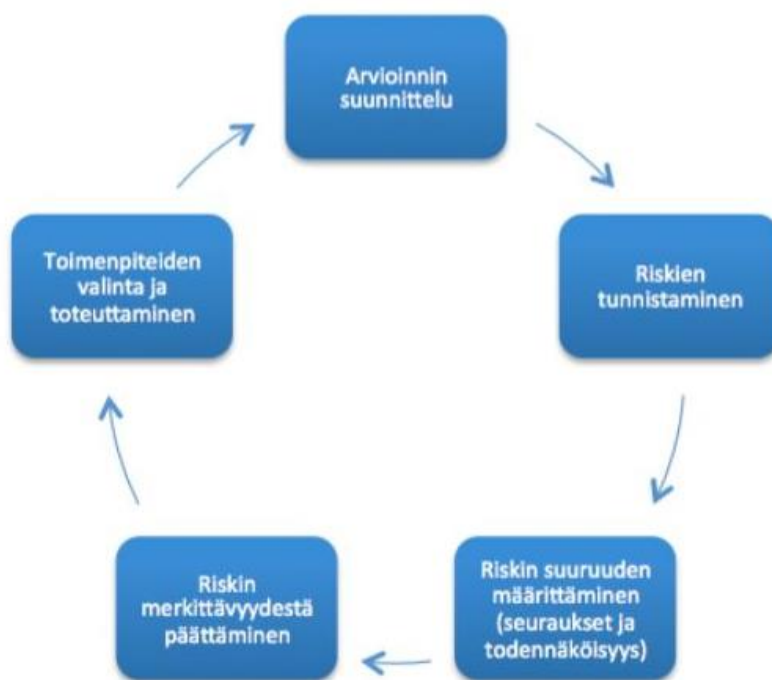 Arvioinnin
suunnittelu
Riskien
tunnistaminen
Riskin suuruuden
määrittäminen
(seuraukset ja
todennäköisyys)
Riskin
merkittävyydestä
päättäminen
Toimenpiteiden
valinta ja
toteuttaminen